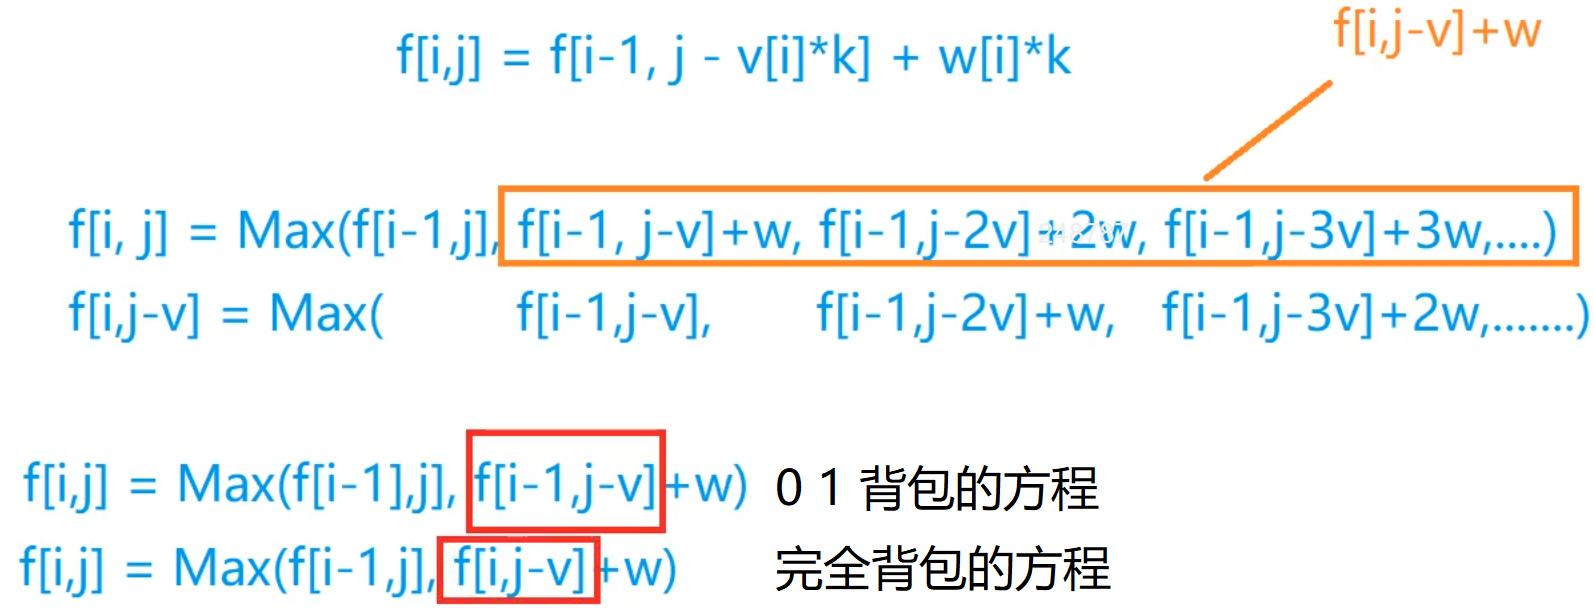 f[i,j] = f[i-1, j - v[i]*k] + w[i]*k
f[i,j-v]+w
f[i, j] = Max(f[i-1,j], f[i-1, j-v]+w, f[i-1,j-2v]+2w, f[i-1,j-3v]+3w,....)
f[i,j-v] = Max( f[i-1,j-v], f[i-1,j-2v]+w, f[i-1,j-3v]+2w,.......)
f[i,j] = Max(f[i-1],j], f[i-1,j-v]+w) 0 1 背包的方程
f[i,j] = Max(f[i-1,j], f[i,j-v]+w) 完全背包的方程